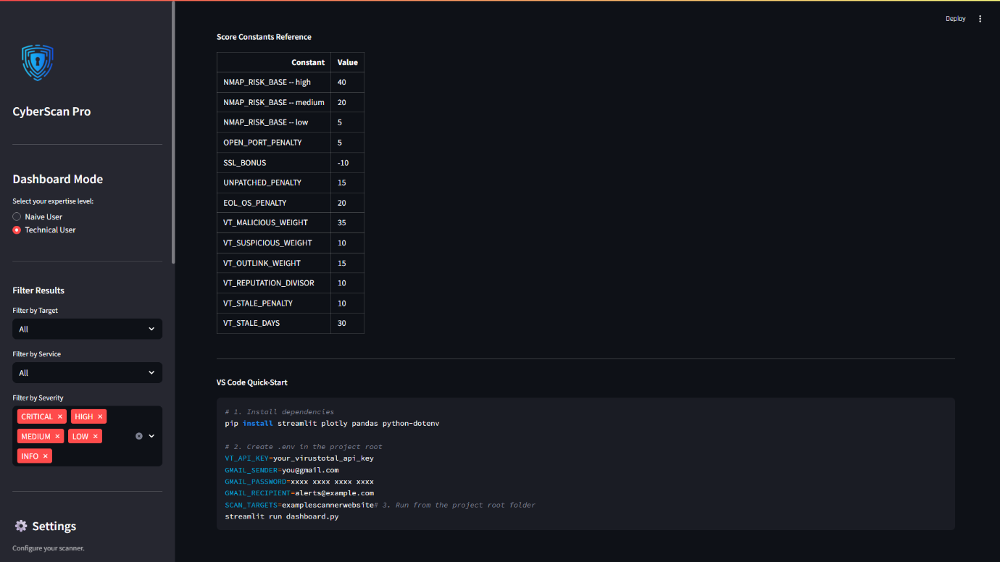 Deploy
CyberScan Pro
Dashboard Mode
Select your expertise level:
Naive User
Technical User
Filter Results
Filter by Target
All
Filter by Service
All
Filter by Severity
CRITICAL × HIGH ×
MEDIUM × LOW ×
INFO ×
Settings
Configure your scanner.
Score Constants Reference
Constant Value
NMAP_RISK_BASE -- high 40
NMAP_RISK_BASE -- medium 20
NMAP_RISK_BASE -- low 5
OPEN_PORT_PENALTY 5
SSL_BONUS -10
UNPATCHED_PENALTY 15
EOL_OS_PENALTY 20
VT_MALICIOUS_WEIGHT 35
VT_SUSPICIOUS_WEIGHT 10
VT_OUTLINK_WEIGHT 15
VT_REPUTATION_DIVISOR 10
VT_STALE_PENALTY 10
VT_STALE_DAYS 30
VS Code Quick-Start
# 1. Install dependencies
pip install streamlit plotly pandas python-dotenv
# 2. Create .env in the project root
VT_API_KEY=your_virustotal_api_key
GMAIL_SENDER=you@gmail.com
GMAIL_PASSWORD=xxxx xxxx xxxx xxxx
GMAIL_RECIPIENT=alerts@example.com
SCAN_TARGETS=examplescannerwebsite# 3. Run from the project root folder
streamlit run dashboard.py